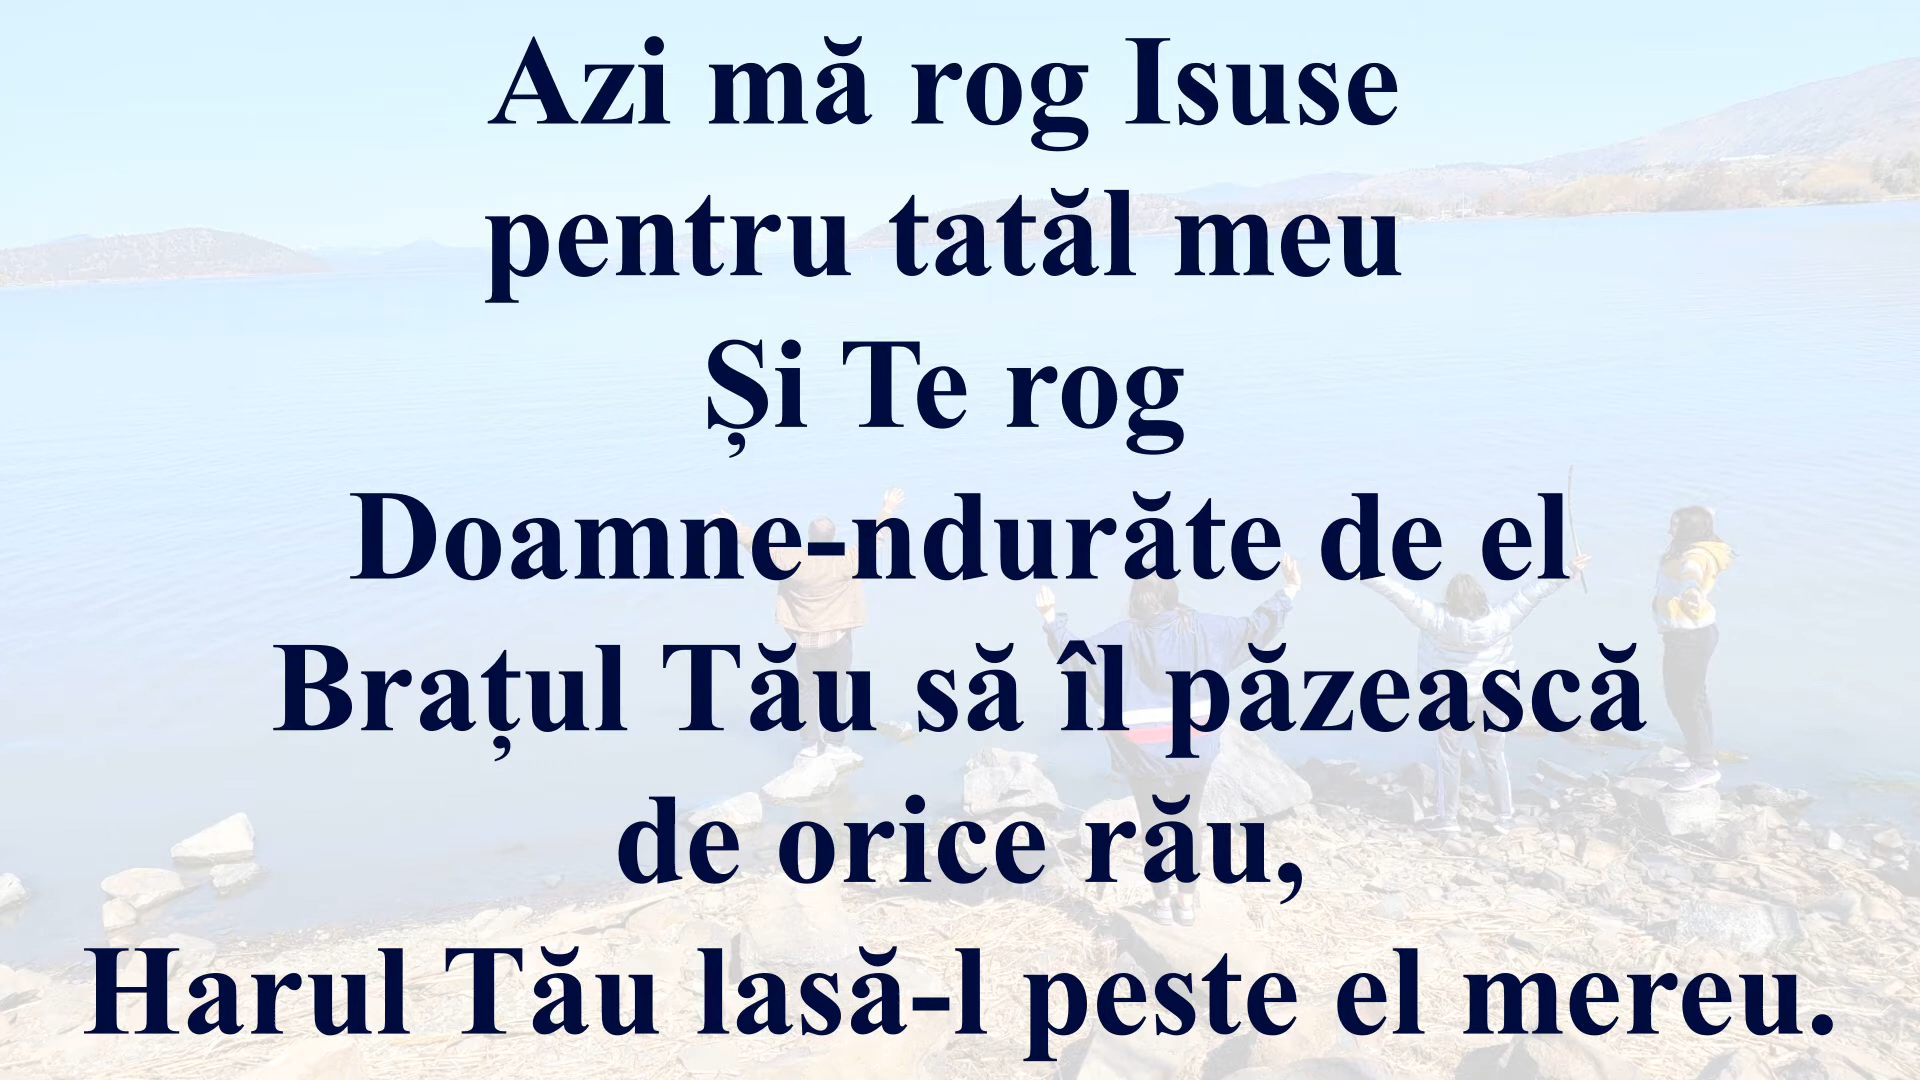 Azi mă rog Isuse
pentru tatăl meu
Și Te rog
Doamne-ndurăte de el
Brațul Tău să îl păzească
de orice rău,
Harul Tău lasă-l peste el mereu.